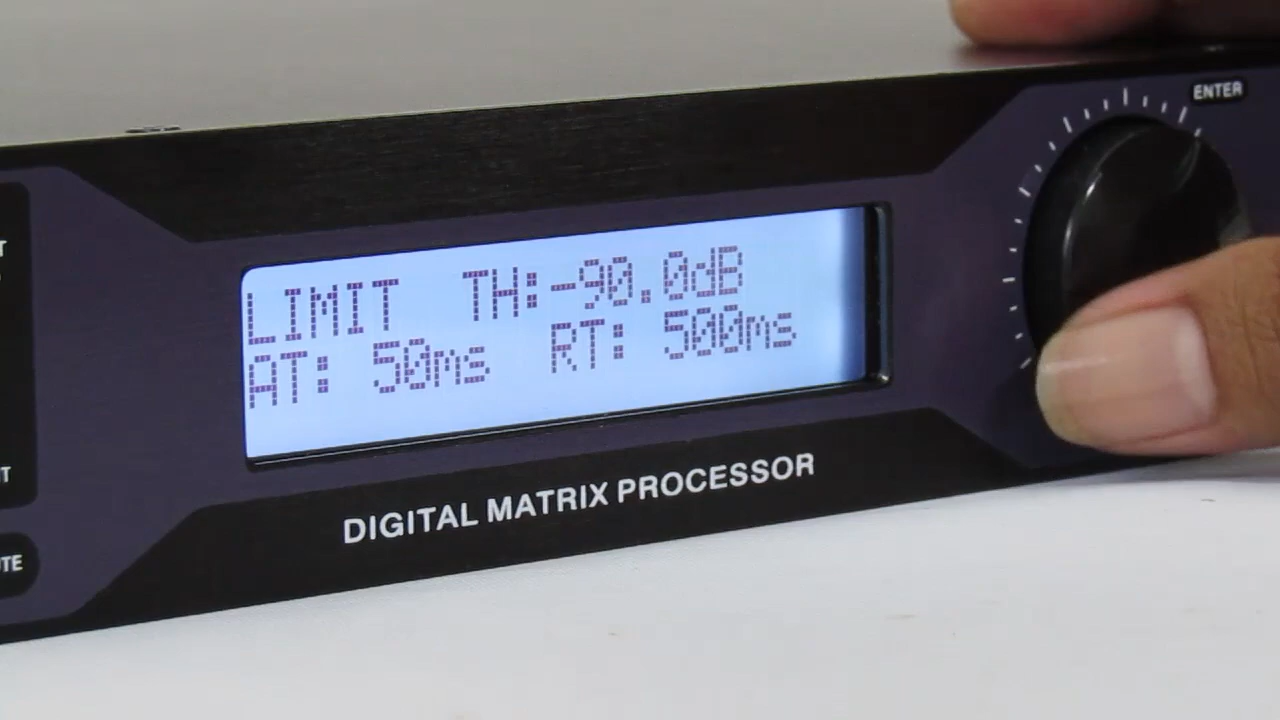 ENTER
LIMIT TH:-90.0dB
AT: 50ms RT: 500ms
DIGITAL MATRIX PROCESSOR